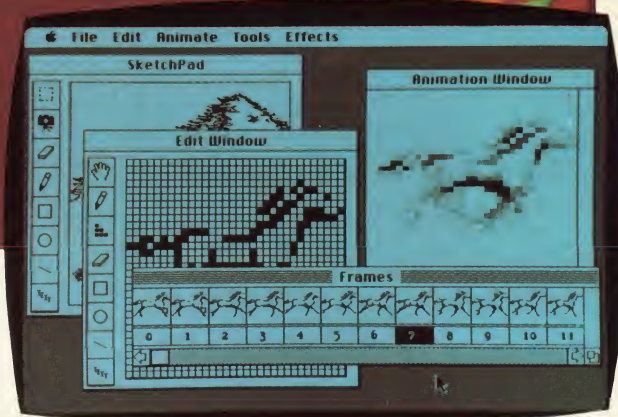 File Edit Animate Tools Effects
SketchPad
Animation Window
Edit Window
Frames
0 1 2 3 4 5 6 7 8 9 10 11